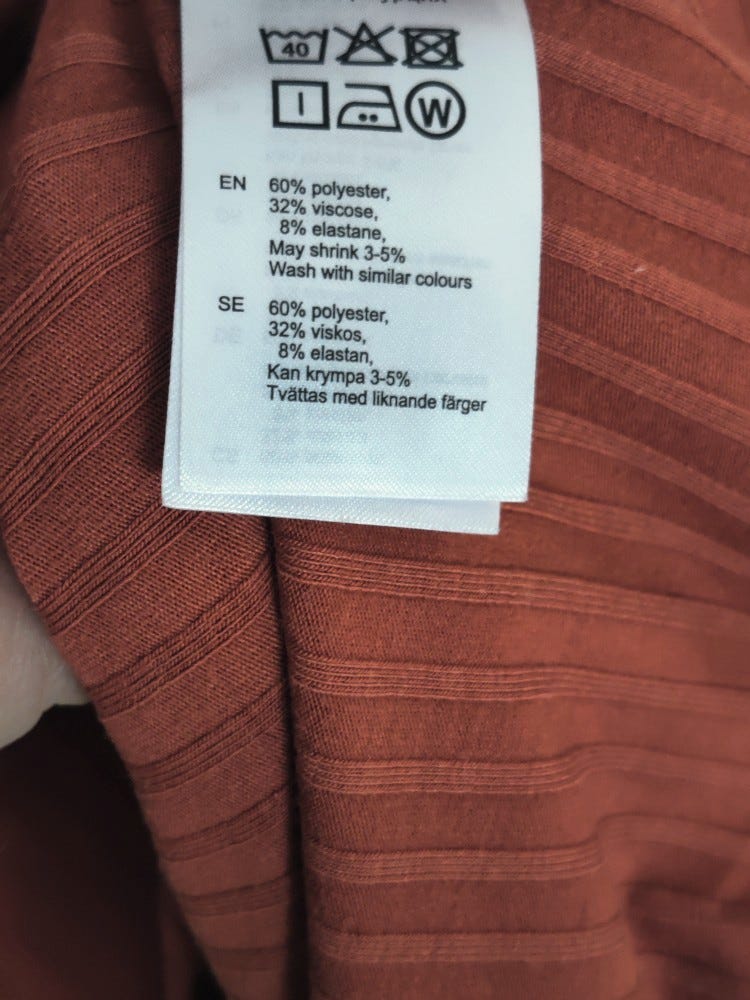 40
I W
EN 60% polyester,
32% viscose,
8% elastane,
May shrink 3-5%
Wash with similar colours
SE 60% polyester,
32% viskos,
8% elastan,
Kan krympa 3-5%
Tvättas med liknande färger